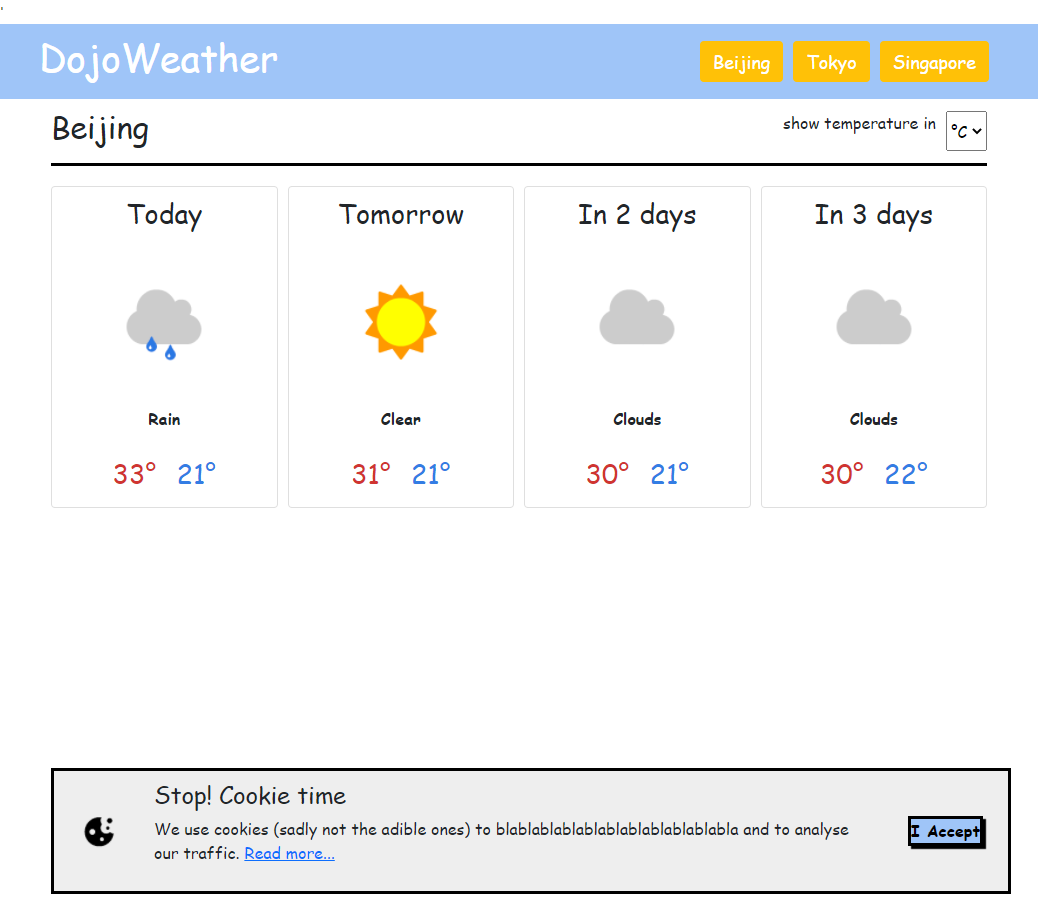 DojoWeather
Beijing Tokyo Singapore
Beijing
show temperature in °C
Today Tomorrow In 2 days In 3 days
Rain Clear Clouds Clouds
33° 21° 31° 21° 30° 21° 30° 22°
Stop! Cookie time
We use cookies (sadly not the adible ones) to blablablablablablablablablablabla and to analyse
our traffic. Read more...
I Accept